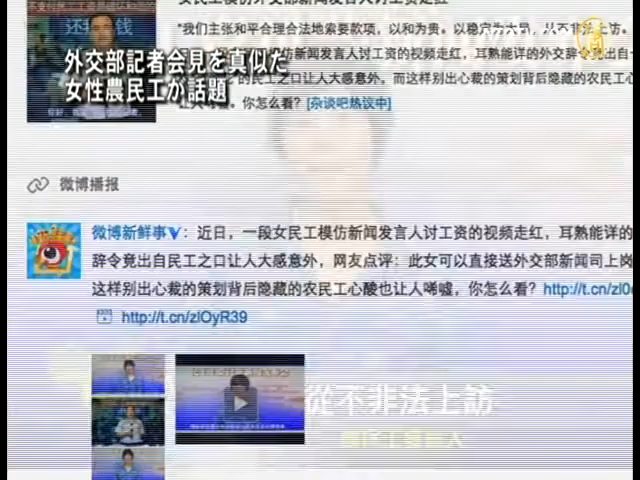 还我 钱
"我们主张和平合理合法地索要款项，以和为贵。以稳定为大局。从不非法上访。
外交部記者会見を真似た
女性農民工が話題
仿新闻发言人讨工资的视频走红，耳熟能详的外交辞令竟出自
民工之口让人大感意外。而这样别出心裁的策划背后隐藏的农民工心
你怎么看？[杂谈吧热议中]
微博播报
微博新鲜事V：近日，一段女民工模仿新闻发言人讨工资的视频走红，耳熟能详的
辞令竟出自民工之口让人大感意外，网友点评：此女可以直接送外交部新闻司上岗
这样别出心裁的策划背后隐藏的农民工心酸也让人唏嘘，你怎么看？http://t.cn/zl0
http://t.cn/zlOyR39
從不非法上訪